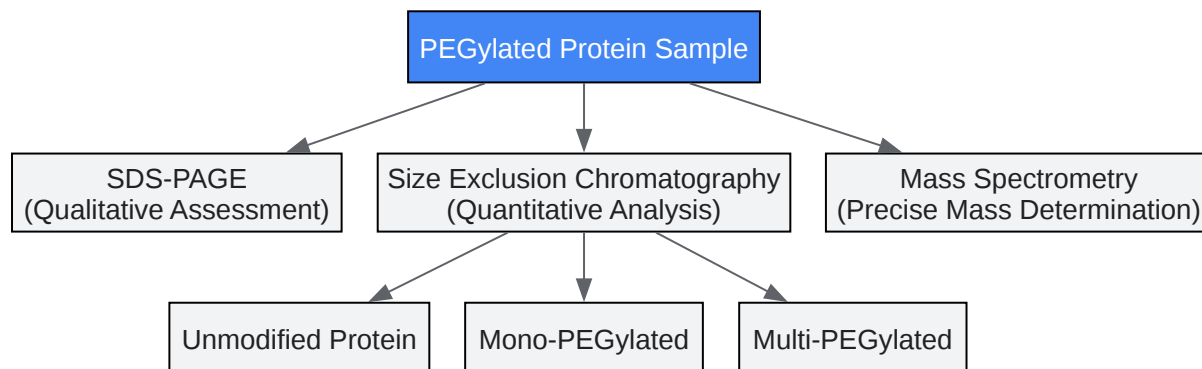 PEGylated Protein Sample
SDS-PAGE
(Qualitative Assessment)
Size Exclusion Chromatography
(Quantitative Analysis)
Mass Spectrometry
(Precise Mass Determination)
Unmodified Protein
Mono-PEGylated
Multi-PEGylated